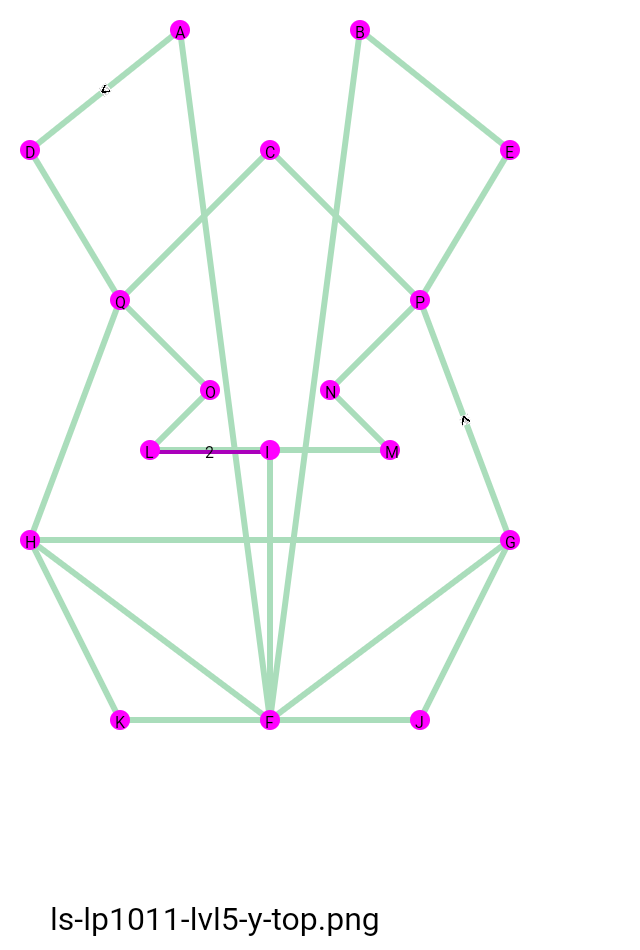 A B
D C E
Q P
O N
L 2 I M
H G
K F J
ls-lp1011-lvl5-y-top.png